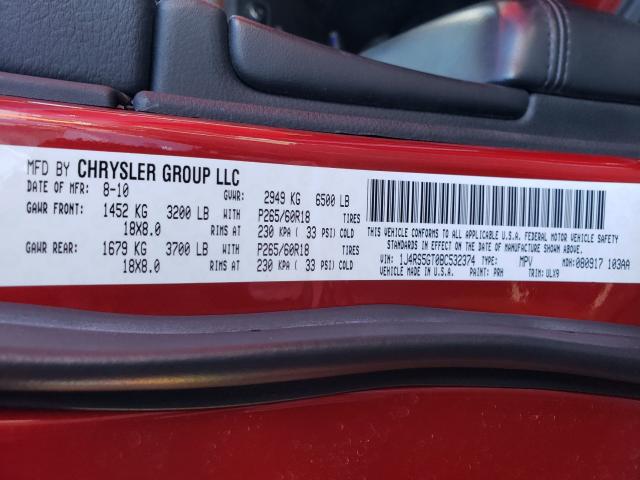 MFD BY CHRYSLER GROUP LLC
DATE OF MFR: 8-10 GVWR: 2949 KG 6500 LB
GAWR FRONT: 1452 KG 3200 LB WITH P265/60R18 TIRES
18X8.0 RIMS AT 230 KPA ( 33 PSI) COLD
GAWR REAR: 1679 KG 3700 LB WITH P265/60R18 TIRES
18X8.0 RIMS AT 230 KPA ( 33 PSI) COLD
THIS VEHICLE CONFORMS TO ALL APPLICABLE U.S.A. FEDERAL MOTOR VEHICLE SAFETY
STANDARDS IN EFFECT ON THE DATE OF MANUFACTURE SHOWN ABOVE.
VIN: 1J4RS5GT0BC532374 TYPE: MPV MDH: 080917 103AA
VEHICLE MADE IN U.S.A. PAINT: PRH TRIM: ULX9